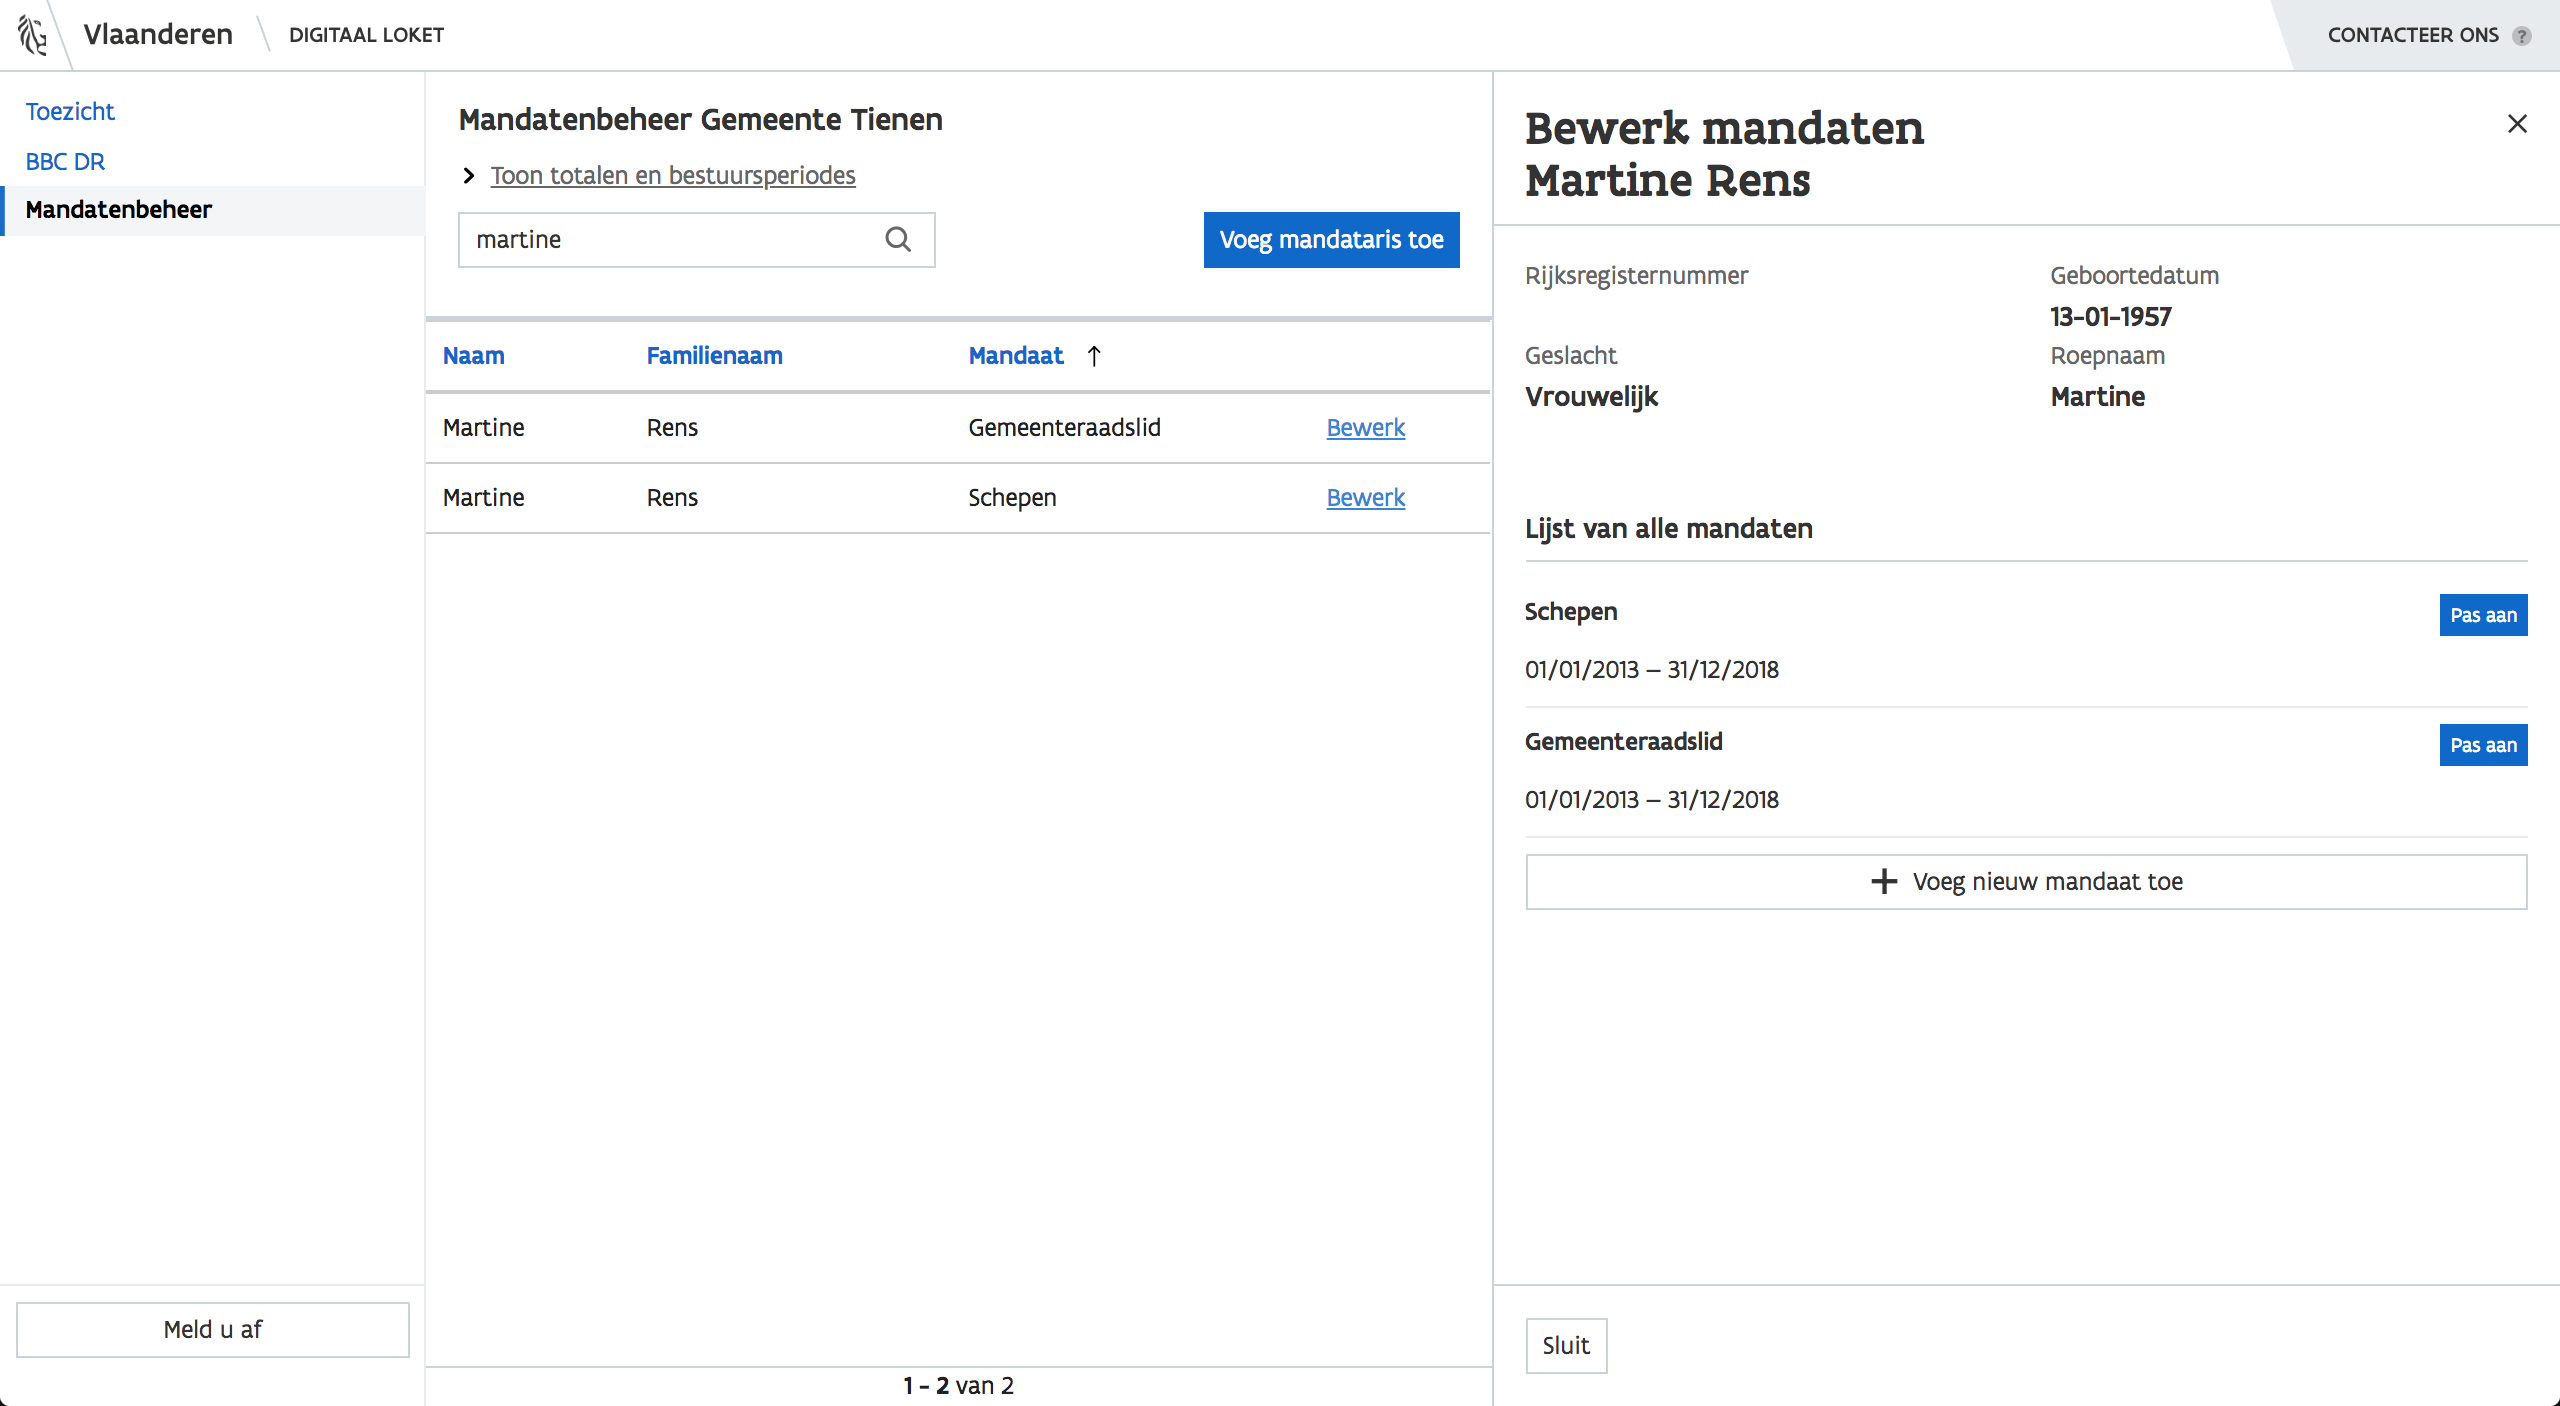 Vlaanderen
DIGITAAL LOKET
CONTACTEER ONS ?
Toezicht
BBC DR
Mandatenbeheer
Meld u af
Mandatenbeheer Gemeente Tienen
Toon totalen en bestuursperiodes
martine
Voeg mandataris toe
Naam Familienaam Mandaat ↑
Martine Rens Gemeenteraadslid Bewerk
Martine Rens Schepen Bewerk
1 - 2 van 2
Bewerk mandaten
Martine Rens
Rijksregisternummer Geboortedatum
13-01-1957
Geslacht Roepnaam
Vrouwelijk Martine
Lijst van alle mandaten
Schepen Pas aan
01/01/2013 – 31/12/2018
Gemeenteraadslid Pas aan
01/01/2013 – 31/12/2018
Voeg nieuw mandaat toe
Sluit